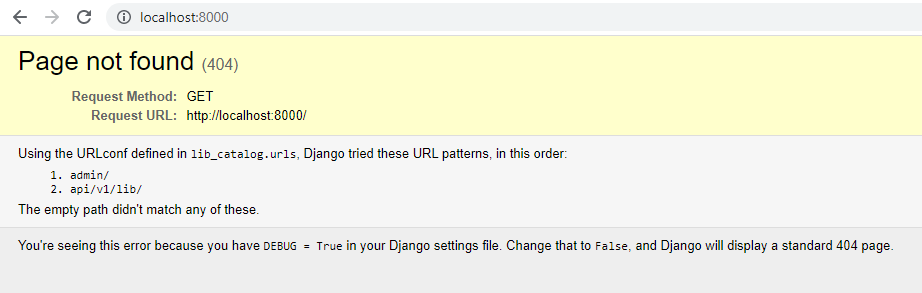 localhost:8000
Page not found (404)
Request Method: GET
Request URL: http://localhost:8000/
Using the URLconf defined in lib_catalog.urls, Django tried these URL patterns, in this order:
1. admin/
2. api/v1/lib/
The empty path didn't match any of these.
You're seeing this error because you have DEBUG = True in your Django settings file. Change that to False, and Django will display a standard 404 page.